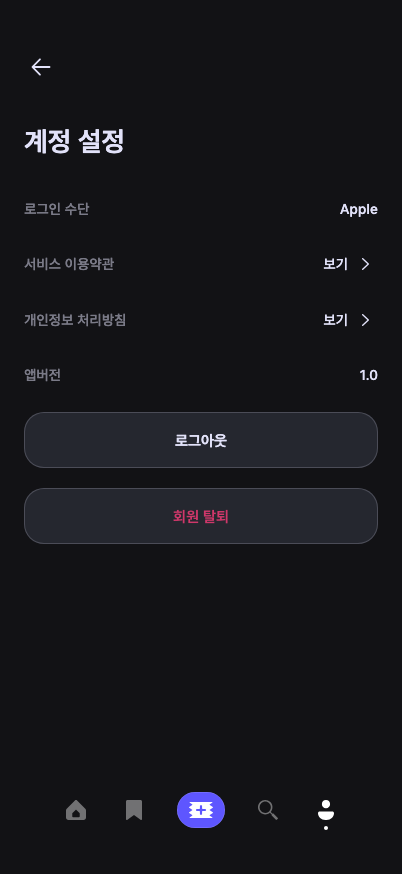 계정 설정
로그인 수단 Apple
서비스 이용약관 보기
개인정보 처리방침 보기
앱버전 1.0
로그아웃
회원 탈퇴